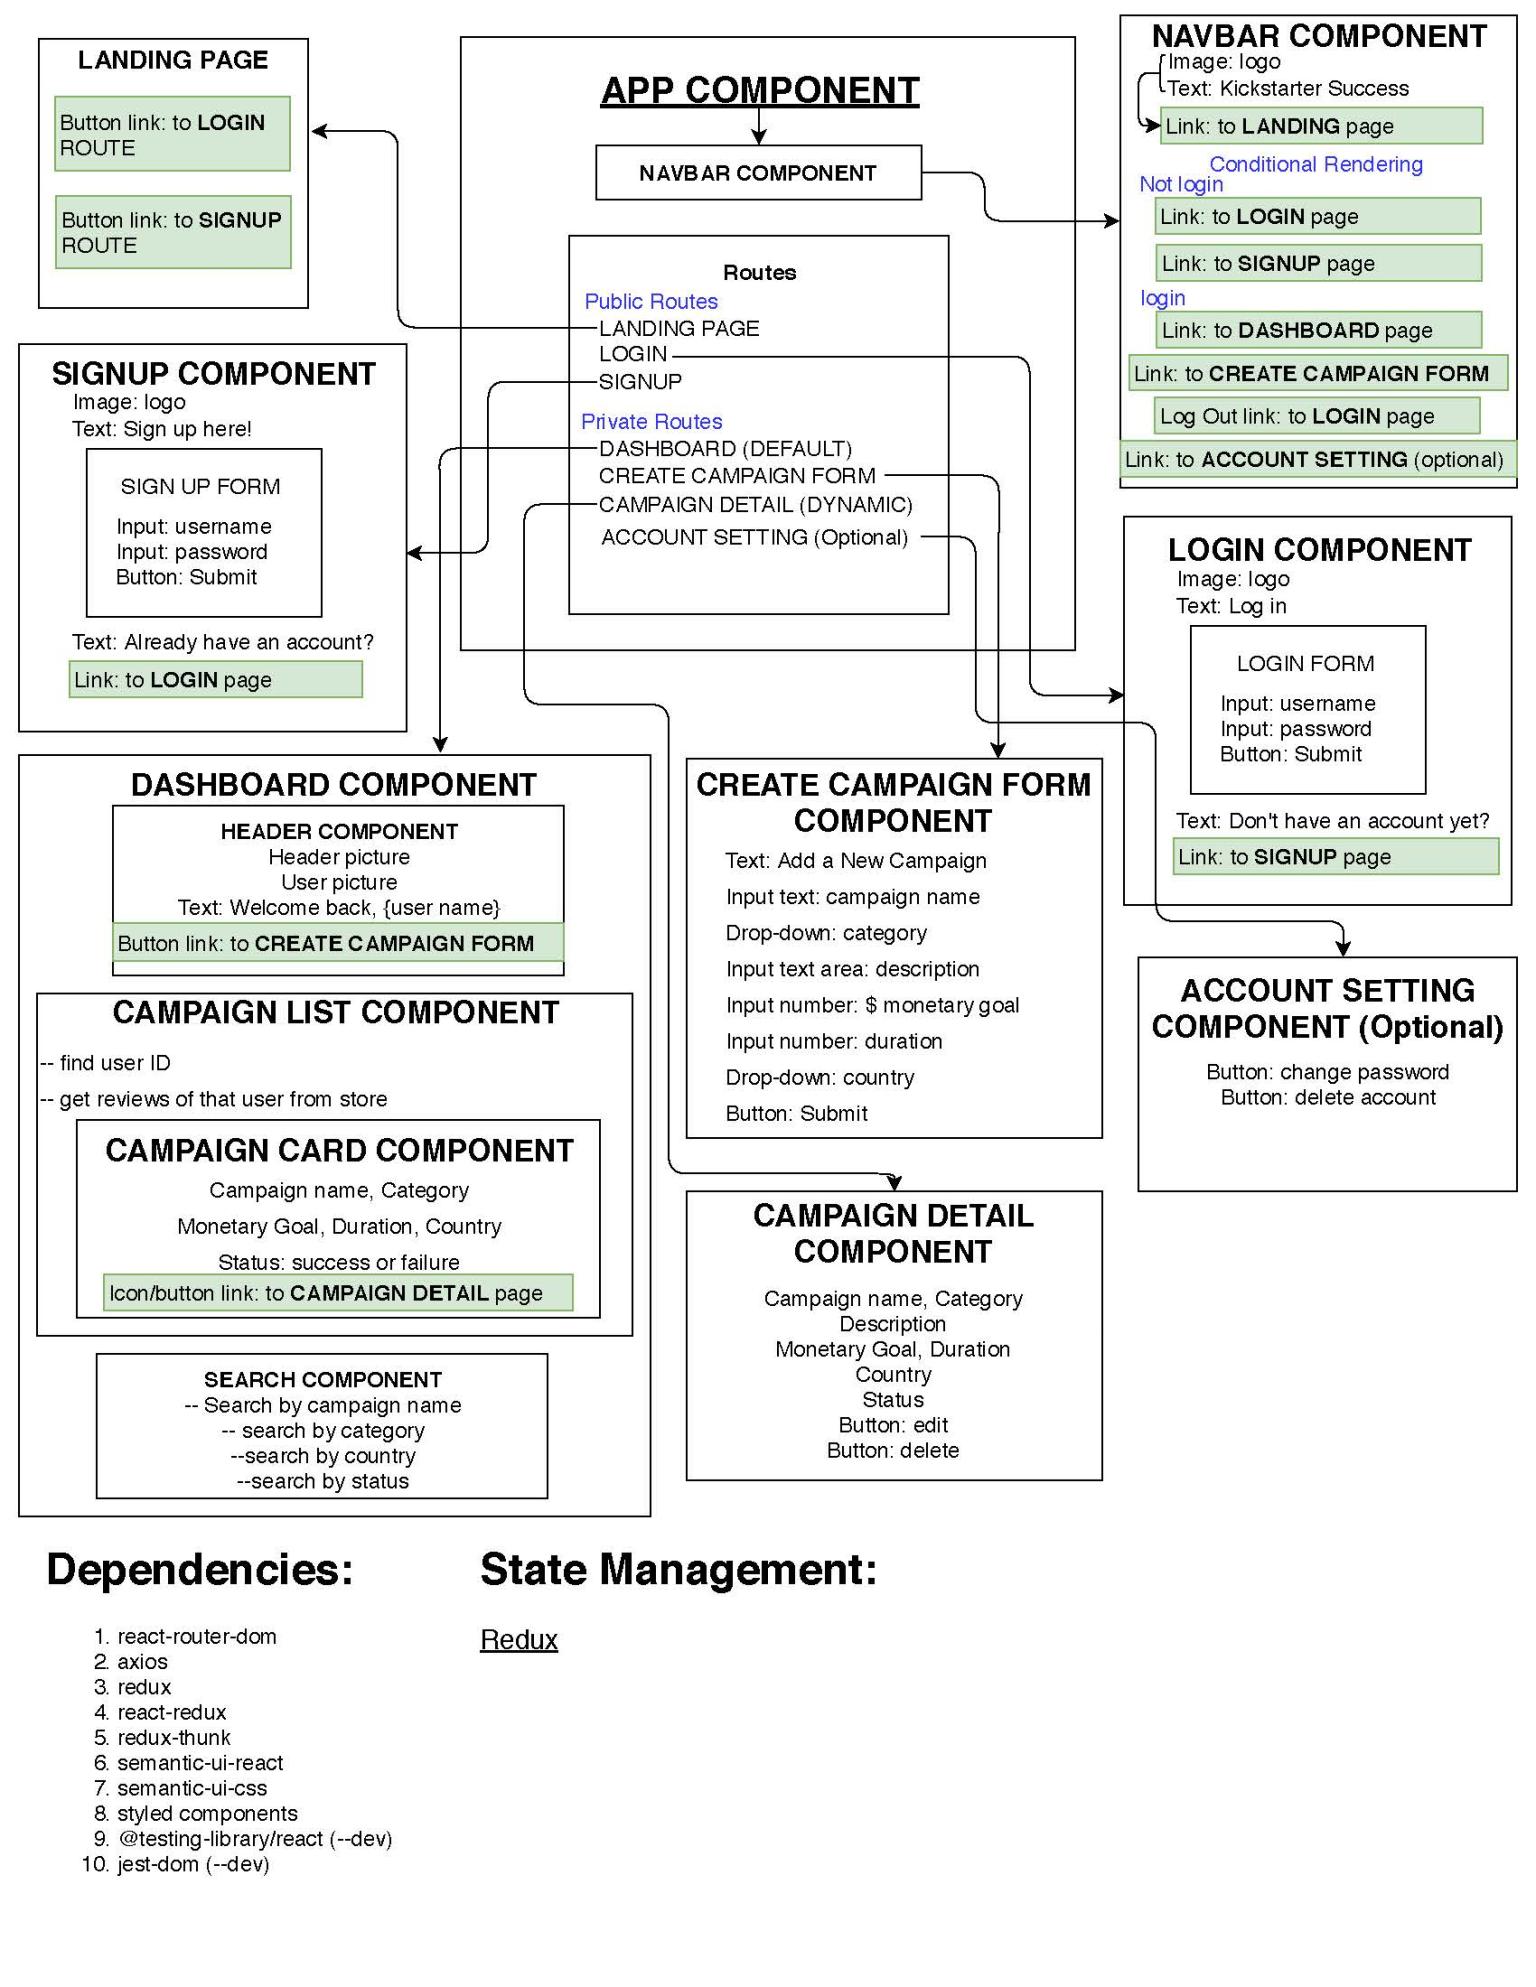 LANDING PAGE
Button link: to LOGIN
ROUTE
Button link: to SIGNUP
ROUTE
APP COMPONENT
NAVBAR COMPONENT
Routes
Public Routes
LANDING PAGE
LOGIN
SIGNUP
Private Routes
DASHBOARD (DEFAULT)
CREATE CAMPAIGN FORM
CAMPAIGN DETAIL (DYNAMIC)
ACCOUNT SETTING (Optional)
NAVBAR COMPONENT
Image: logo
Text: Kickstarter Success
Link: to LANDING page
Conditional Rendering
Not login
Link: to LOGIN page
Link: to SIGNUP page
login
Link: to DASHBOARD page
Link: to CREATE CAMPAIGN FORM
Log Out link: to LOGIN page
Link: to ACCOUNT SETTING (optional)
SIGNUP COMPONENT
Image: logo
Text: Sign up here!
SIGN UP FORM
Input: username
Input: password
Button: Submit
Text: Already have an account?
Link: to LOGIN page
LOGIN COMPONENT
Image: logo
Text: Log in
LOGIN FORM
Input: username
Input: password
Button: Submit
Text: Don't have an account yet?
Link: to SIGNUP page
DASHBOARD COMPONENT
HEADER COMPONENT
Header picture
User picture
Text: Welcome back, {user name}
Button link: to CREATE CAMPAIGN FORM
CAMPAIGN LIST COMPONENT
-- find user ID
-- get reviews of that user from store
CAMPAIGN CARD COMPONENT
Campaign name, Category
Monetary Goal, Duration, Country
Status: success or failure
Icon/button link: to CAMPAIGN DETAIL page
SEARCH COMPONENT
-- Search by campaign name
-- search by category
--search by country
--search by status
CREATE CAMPAIGN FORM
COMPONENT
Text: Add a New Campaign
Input text: campaign name
Drop-down: category
Input text area: description
Input number: $ monetary goal
Input number: duration
Drop-down: country
Button: Submit
ACCOUNT SETTING
COMPONENT (Optional)
Button: change password
Button: delete account
CAMPAIGN DETAIL
COMPONENT
Campaign name, Category
Description
Monetary Goal, Duration
Country
Status
Button: edit
Button: delete
Dependencies:
1. react-router-dom
2. axios
3. redux
4. react-redux
5. redux-thunk
6. semantic-ui-react
7. semantic-ui-css
8. styled components
9. @testing-library/react (--dev)
10. jest-dom (--dev)
State Management:
Redux